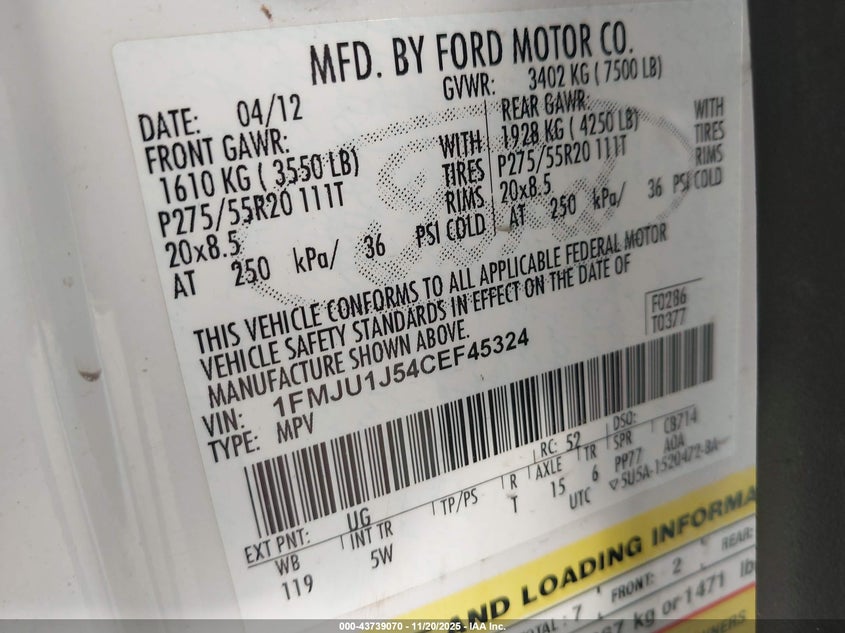 MFD. BY FORD MOTOR CO.
DATE: 04/12 GVWR: 3402 KG ( 7500 LB)
FRONT GAWR: REAR GAWR:
1610 KG ( 3550 LB) WITH 1928 KG ( 4250 LB) WITH
P275/55R20 111T TIRES P275/55R20 111T TIRES
20x8.5 RIMS 20x8.5 RIMS
AT 250 kPa/ 36 PSI COLD AT 250 kPa/ 36 PSI COLD
THIS VEHICLE CONFORMS TO ALL APPLICABLE FEDERAL MOTOR
VEHICLE SAFETY STANDARDS IN EFFECT ON THE DATE OF
MANUFACTURE SHOWN ABOVE.
F0286
T0377
VIN: 1FMJU1J54CEF45324
TYPE: MPV
EXT PNT: UG RC: 52 DSO:
WB INT TR TP/PS R AXLE TR SPR CB714
119 5W T 15 6 PP77 AOA
UTC 5U5A-1520472-BA
AND LOADING INFORMA
TOTAL : 7 FRONT: 2 REAR:
kg or 1471 lb
—000-43739070 — 11/20/2025 — IAA Inc.